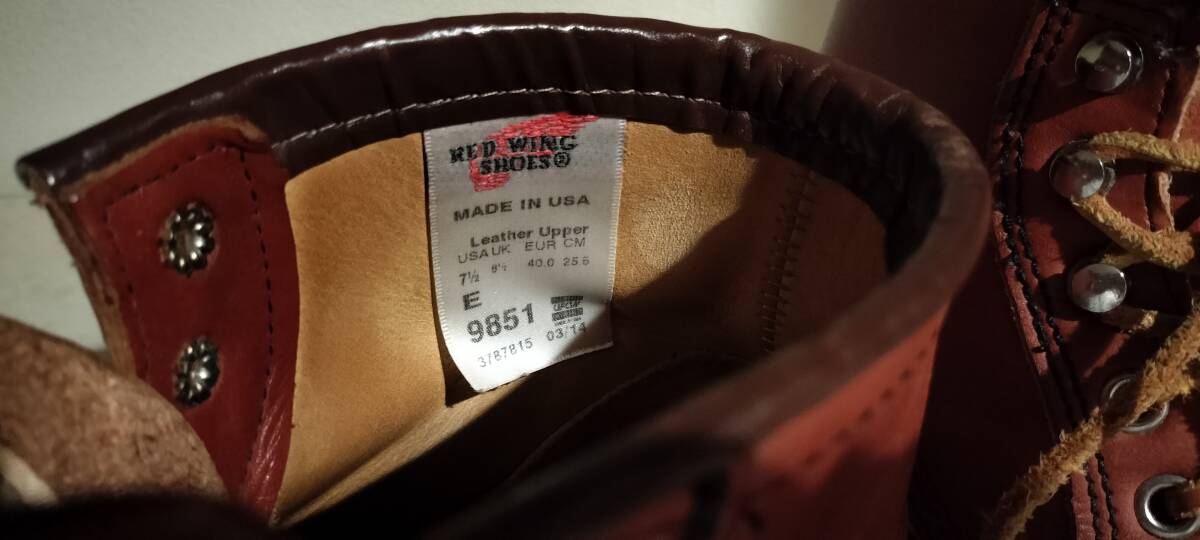 RED WING
SHOES®
MADE IN USA
Leather Upper
USA UK EUR CM
7½ 6½ 40.0 25.5
E
9851
3787815 03/14